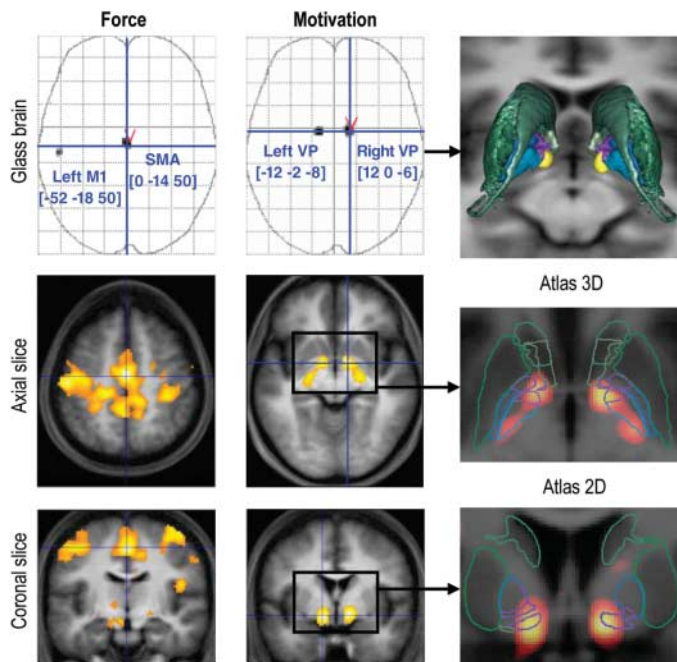 Force
Motivation
Glass brain
Left M1
[-52 -18 50]
SMA
[0 -14 50]
Left VP
[-12 -2 -8]
Right VP
[12 0 -6]
Atlas 3D
Axial slice
Atlas 2D
Coronal slice